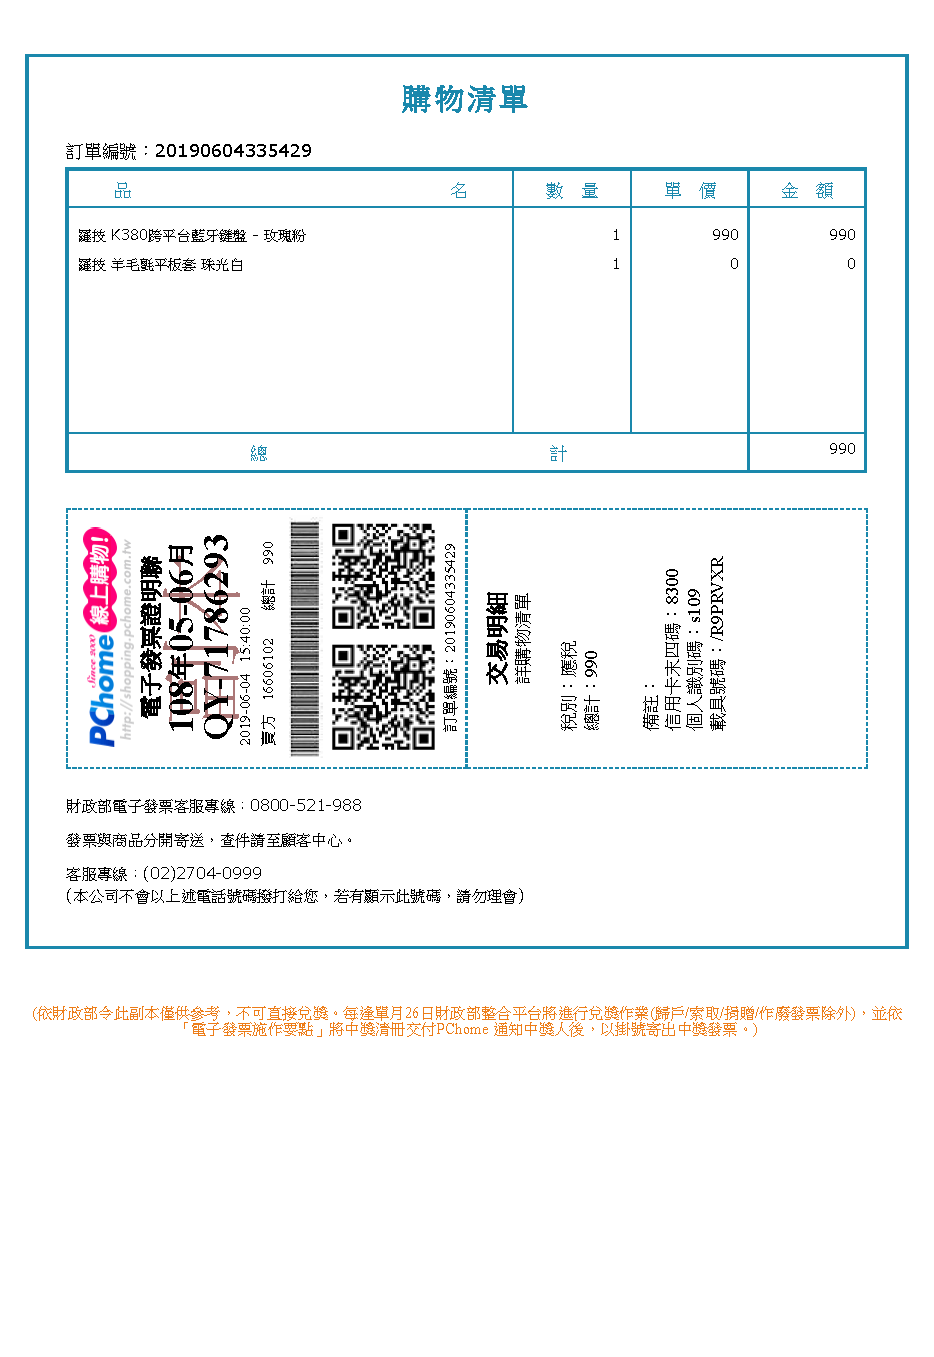 購物清單
訂單編號：20190604335429
品 名 數 量 單 價 金 額
羅技 K380跨平台藍牙鍵盤 - 玫瑰粉 1 990 990
羅技 羊毛氈平板套 珠光白 1 0 0
總 計 990
PChome 線上購物!
Since 2000
http://shopping.pchome.com.tw
電子發票證明聯
108年05-06月
QY-71786293
2019-06-04 15:40:00
賣方 16606102 總計 990
訂單編號：20190604335429
交易明細
詳購物清單
稅別：應稅
總計：990
備註：
信用卡末四碼：8300
個人識別碼：s109
載具號碼：/R9PRVXR
財政部電子發票客服專線：0800-521-988
發票與商品分開寄送，查件請至顧客中心。
客服專線：(02)2704-0999
(本公司不會以上述電話號碼撥打給您，若有顯示此號碼，請勿理會)
(依財政部令此副本僅供參考，不可直接兌獎。每逢單月26日財政部整合平台將進行兌獎作業(歸戶/索取/捐贈/作廢發票除外)，並依
「電子發票施作要點」將中獎清冊交付PChome 通知中獎人後，以掛號寄出中獎發票。)